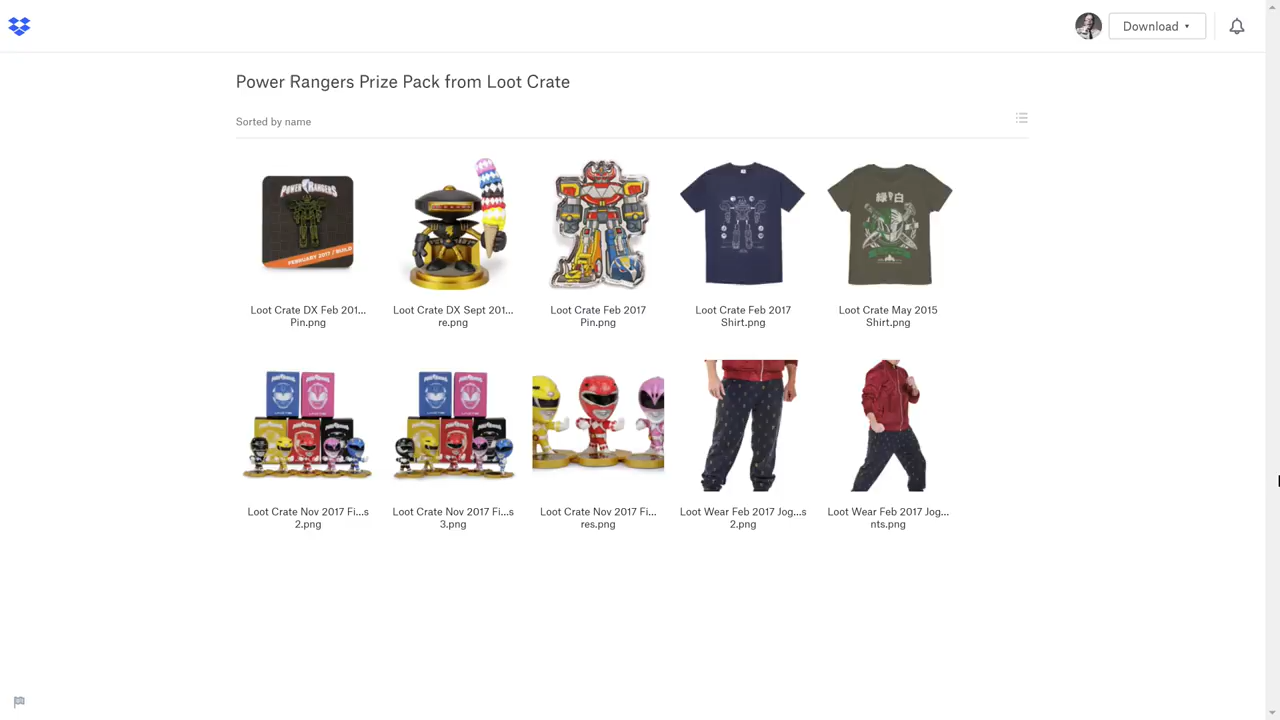 Download
Power Rangers Prize Pack from Loot Crate
Sorted by name
POWER RANGERS
FEBRUARY 2017 / BUILD
緑 白
Loot Crate DX Feb 201...
Pin.png
Loot Crate DX Sept 201...
re.png
Loot Crate Feb 2017
Pin.png
Loot Crate Feb 2017
Shirt.png
Loot Crate May 2015
Shirt.png
Loot Crate Nov 2017 Fi...s
2.png
Loot Crate Nov 2017 Fi...s
3.png
Loot Crate Nov 2017 Fi...
res.png
Loot Wear Feb 2017 Jog...s
2.png
Loot Wear Feb 2017 Jog...
nts.png